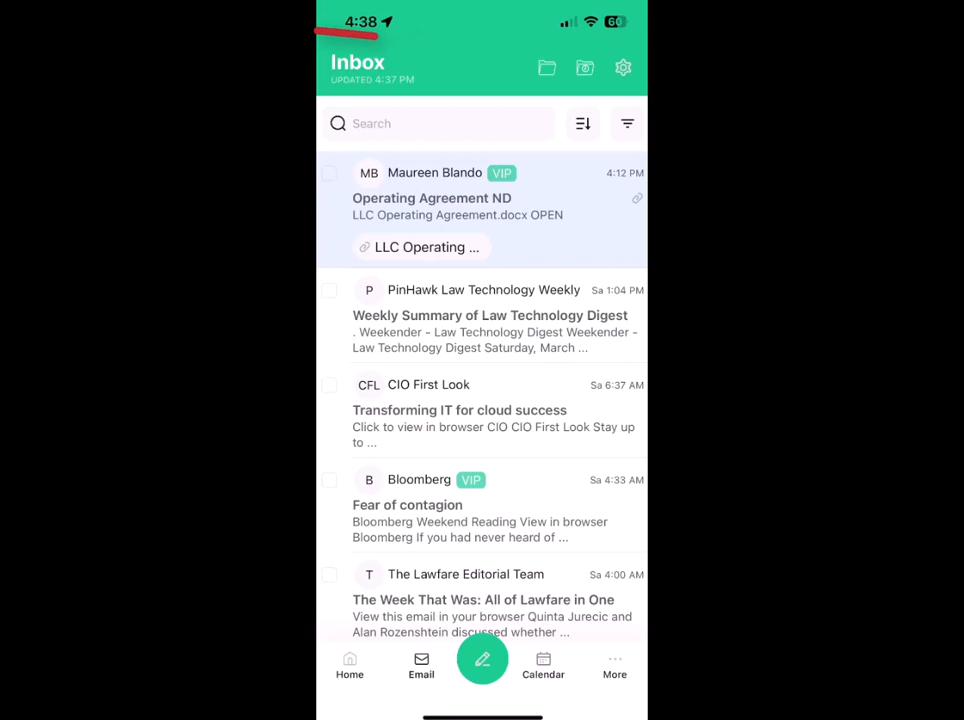 4:38
60
Inbox
UPDATED 4:37 PM
Search
MB Maureen Blando VIP 4:12 PM
Operating Agreement ND
LLC Operating Agreement.docx OPEN
LLC Operating ...
P PinHawk Law Technology Weekly Sa 1:04 PM
Weekly Summary of Law Technology Digest
. Weekender - Law Technology Digest Weekender -
Law Technology Digest Saturday, March ...
CFL CIO First Look Sa 6:37 AM
Transforming IT for cloud success
Click to view in browser CIO CIO First Look Stay up
to ...
B Bloomberg VIP Sa 4:33 AM
Fear of contagion
Bloomberg Weekend Reading View in browser
Bloomberg If you had never heard of ...
T The Lawfare Editorial Team Sa 4:00 AM
The Week That Was: All of Lawfare in One
View this email in your browser Quinta Jurecic and
Alan Rozenshtein discussed whether ...
Home Email Calendar More